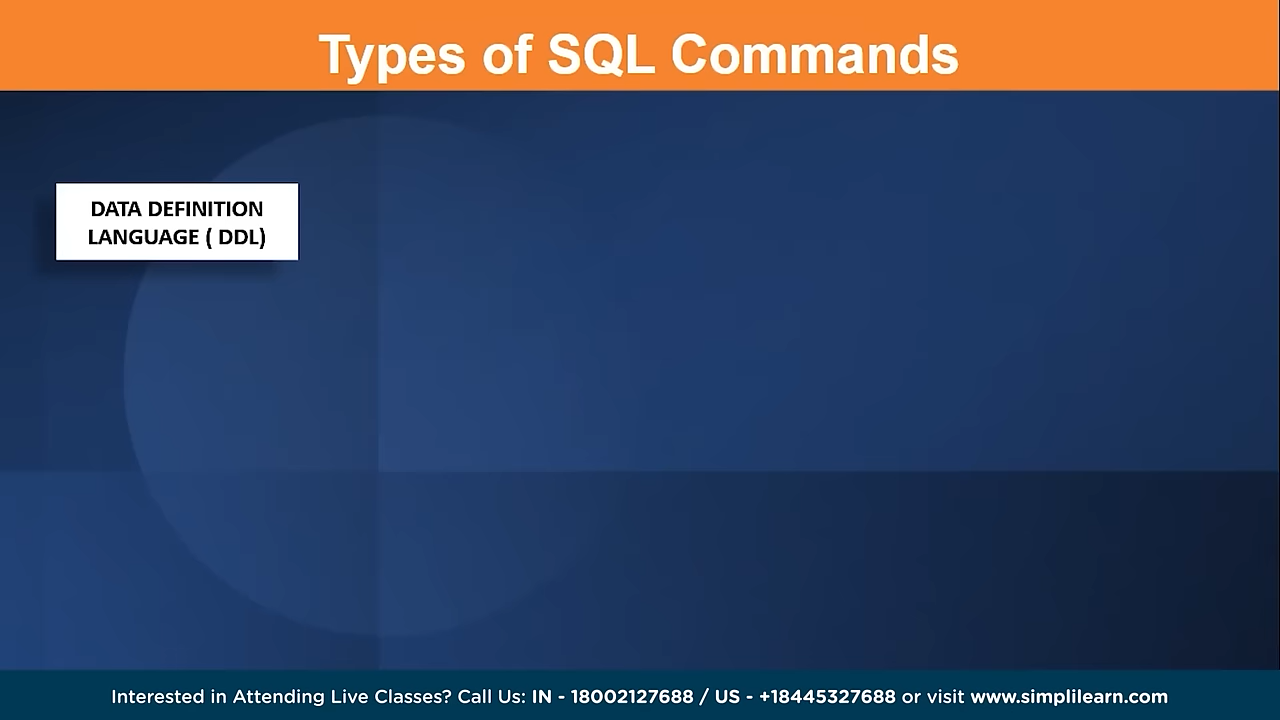 Types of SQL Commands
DATA DEFINITION
LANGUAGE ( DDL)
Interested in Attending Live Classes? Call Us: IN - 18002127688 / US - +18445327688 or visit www.simplilearn.com